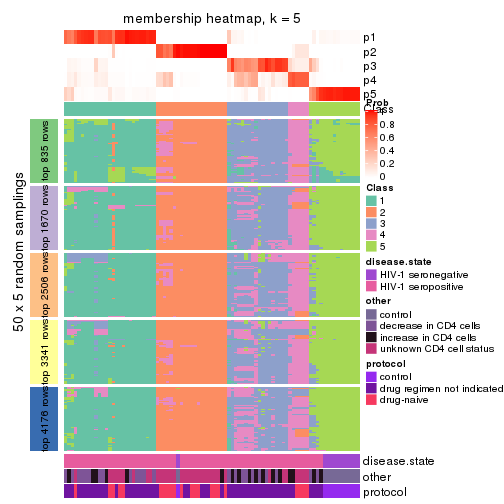 membership heatmap, k = 5
p1
p2
p3
p4
p5
Class
Prob
1
0.8
0.6
0.4
0.2
0
Class
1
2
3
4
5
disease.state
HIV-1 seronegative
HIV-1 seropositive
other
control
decrease in CD4 cells
increase in CD4 cells
unknown CD4 cell status
protocol
control
drug regimen not indicated
drug-naive
50 x 5 random samplings
top 835 rows
top 1670 rows
top 2506 rows
top 3341 rows
top 4176 rows
disease.state
other
protocol